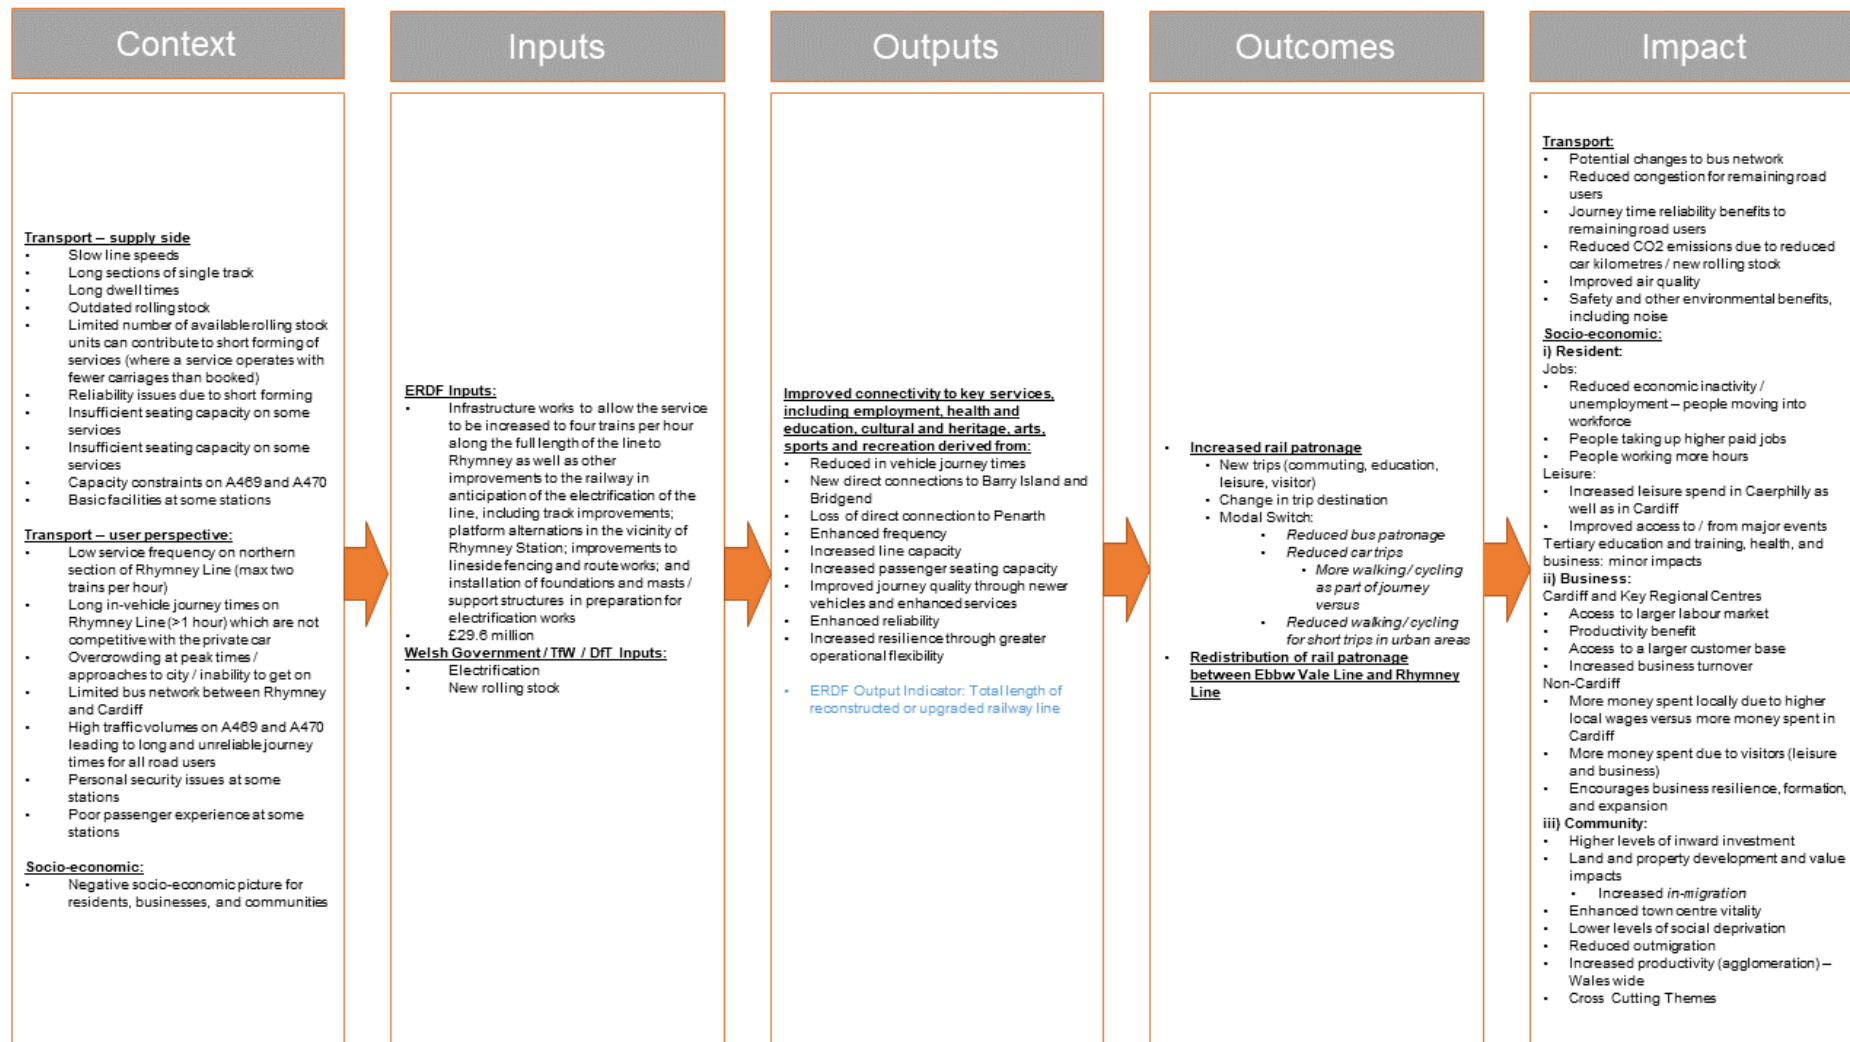 Context
Inputs
Outputs
Outcomes
Impact
Transport – supply side
• Slow line speeds
• Long sections of single track
• Long dwell times
• Outdated rolling stock
• Limited number of available rolling stock
units can contribute to short forming of
services (where a service operates with
fewer carriages than booked)
• Reliability issues due to short forming
• Insufficient seating capacity on some
services
• Insufficient seating capacity on some
services
• Capacity constraints on A469 and A470
• Basic facilities at some stations
Transport – user perspective:
• Low service frequency on northern
section of Rhymney Line (max two
trains per hour)
• Long in-vehicle journey times on
Rhymney Line (>1 hour) which are not
competitive with the private car
• Overcrowding at peak times /
approaches to city / inability to get on
• Limited bus network between Rhymney
and Cardiff
• High traffic volumes on A469 and A470
leading to long and unreliable journey
times for all road users
• Personal security issues at some
stations
• Poor passenger experience at some
stations
Socio-economic:
• Negative socio-economic picture for
residents, businesses, and communities
ERDF Inputs:
• Infrastructure works to allow the service
to be increased to four trains per hour
along the full length of the line to
Rhymney as well as other
improvements to the railway in
anticipation of the electrification of the
line, including track improvements;
platform alternations in the vicinity of
Rhymney Station; improvements to
lineside fencing and route works; and
installation of foundations and masts /
support structures in preparation for
electrification works
• £29.6 million
Welsh Government / TfW / DfT Inputs:
• Electrification
• New rolling stock
Improved connectivity to key services,
including employment, health and
education, cultural and heritage, arts,
sports and recreation derived from:
• Reduced in vehicle journey times
• New direct connections to Barry Island and
Bridgend
• Loss of direct connection to Penarth
• Enhanced frequency
• Increased line capacity
• Increased passenger seating capacity
• Improved journey quality through newer
vehicles and enhanced services
• Enhanced reliability
• Increased resilience through greater
operational flexibility
• ERDF Output Indicator: Total length of
reconstructed or upgraded railway line
• Increased rail patronage
• New trips (commuting, education,
leisure, visitor)
• Change in trip destination
• Modal Switch:
• Reduced bus patronage
• Reduced car trips
• More walking/ cycling
as part of journey
versus
• Reduced walking/ cycling
for short trips in urban areas
• Redistribution of rail patronage
between Ebbw Vale Line and Rhymney
Line
Transport:
• Potential changes to bus network
• Reduced congestion for remaining road
users
• Journey time reliability benefits to
remaining road users
• Reduced CO2 emissions due to reduced
car kilometres / new rolling stock
• Improved air quality
• Safety and other environmental benefits,
including noise
Socio-economic:
i) Resident:
Jobs:
• Reduced economic inactivity /
unemployment – people moving into
workforce
• People taking up higher paid jobs
• People working more hours
Leisure:
• Increased leisure spend in Caerphilly as
well as in Cardiff
• Improved access to / from major events
Tertiary education and training, health, and
business: minor impacts
ii) Business:
Cardiff and Key Regional Centres
• Access to larger labour market
• Productivity benefit
• Access to a larger customer base
• Increased business turnover
Non-Cardiff
• More money spent locally due to higher
local wages versus more money spent in
Cardiff
• More money spent due to visitors (leisure
and business)
• Encourages business resilience, formation,
and expansion
iii) Community:
• Higher levels of inward investment
• Land and property development and value
impacts
• Increased in-migration
• Enhanced town centre vitality
• Lower levels of social deprivation
• Reduced outmigration
• Increased productivity (agglomeration) –
Wales wide
• Cross Cutting Themes